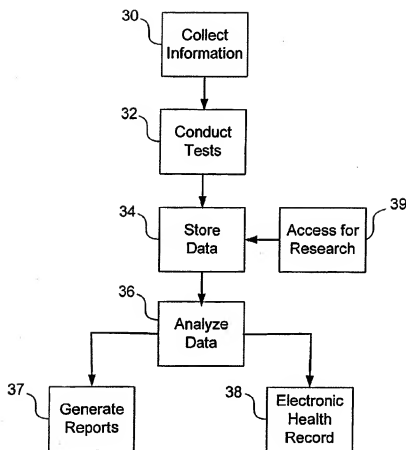 30
Collect
Information
32
Conduct
Tests
34
Store
Data
39
Access for
Research
36
Analyze
Data
37
Generate
Reports
38
Electronic
Health
Record